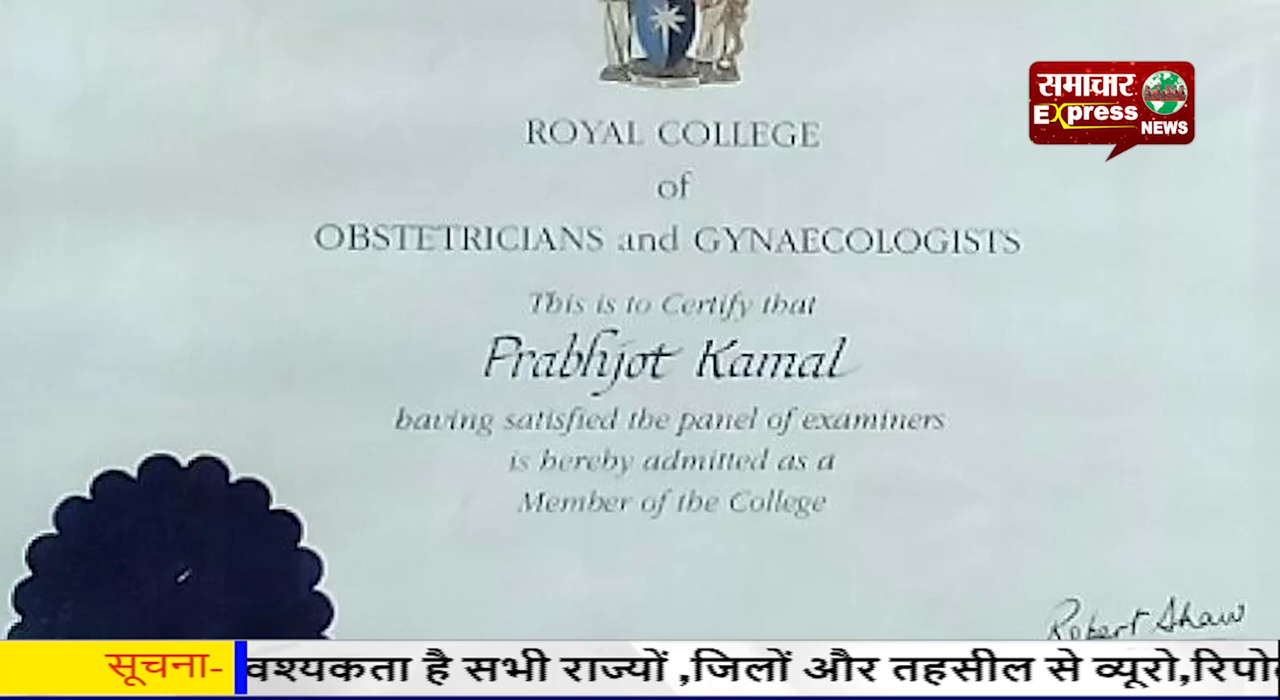 समाचार
Express
NEWS
ROYAL COLLEGE
of
OBSTETRICIANS and GYNAECOLOGISTS
This is to Certify that
Prabhjot Kamal
having satisfied the panel of examiners
is hereby admitted as a
Member of the College
Robert Shaw
सूचना- वश्यकता है सभी राज्यों ,जिलों और तहसील से व्यूरो,रिपो